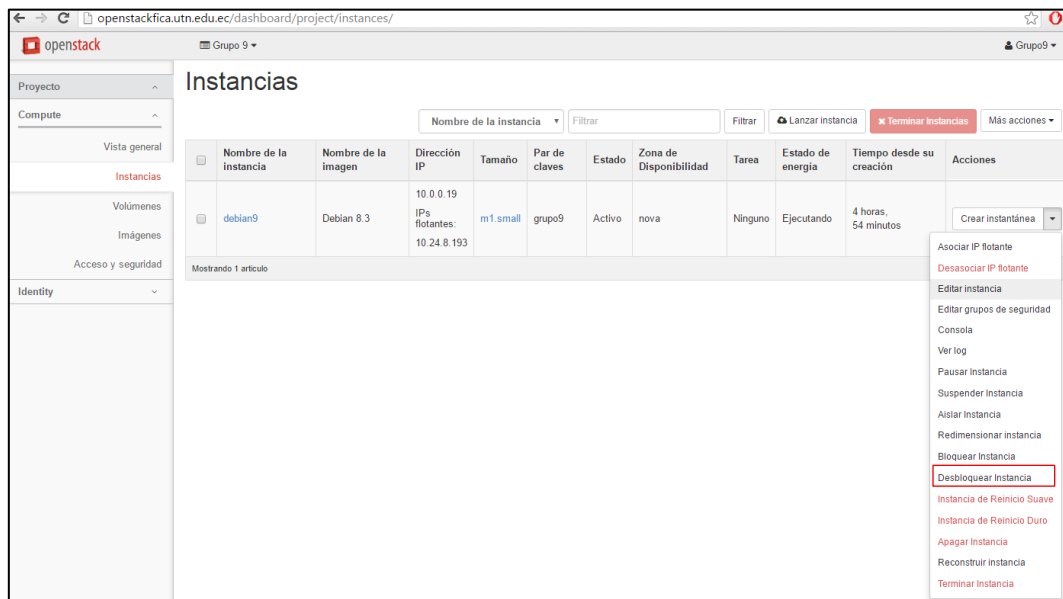 openstackfica.utn.edu.ec/dashboard/project/instances/
openstack
Grupo 9
Grupo9
Proyecto
Compute
Vista general
Instancias
Volúmenes
Imágenes
Acceso y seguridad
Identity
Instancias
Nombre de la instancia
Filtrar
Filtrar
Lanzar instancia
Terminar Instancias
Más acciones
Nombre de la
instancia
Nombre de la
imagen
Dirección
IP
Tamaño
Par de
claves
Estado
Zona de
Disponibilidad
Tarea
Estado de
energía
Tiempo desde su
creación
Acciones
debian9
Debian 8.3
10.0.0.19
IPs
flotantes:
10.24.8.193
m1.small
grupo9
Activo
nova
Ninguno
Ejecutando
4 horas,
54 minutos
Crear instantánea
Mostrando 1 articulo
Asociar IP flotante
Desasociar IP flotante
Editar instancia
Editar grupos de seguridad
Consola
Ver log
Pausar Instancia
Suspender Instancia
Aislar Instancia
Redimensionar instancia
Bloquear Instancia
Desbloquear Instancia
Instancia de Reinicio Suave
Instancia de Reinicio Duro
Apagar Instancia
Reconstruir instancia
Terminar Instancia